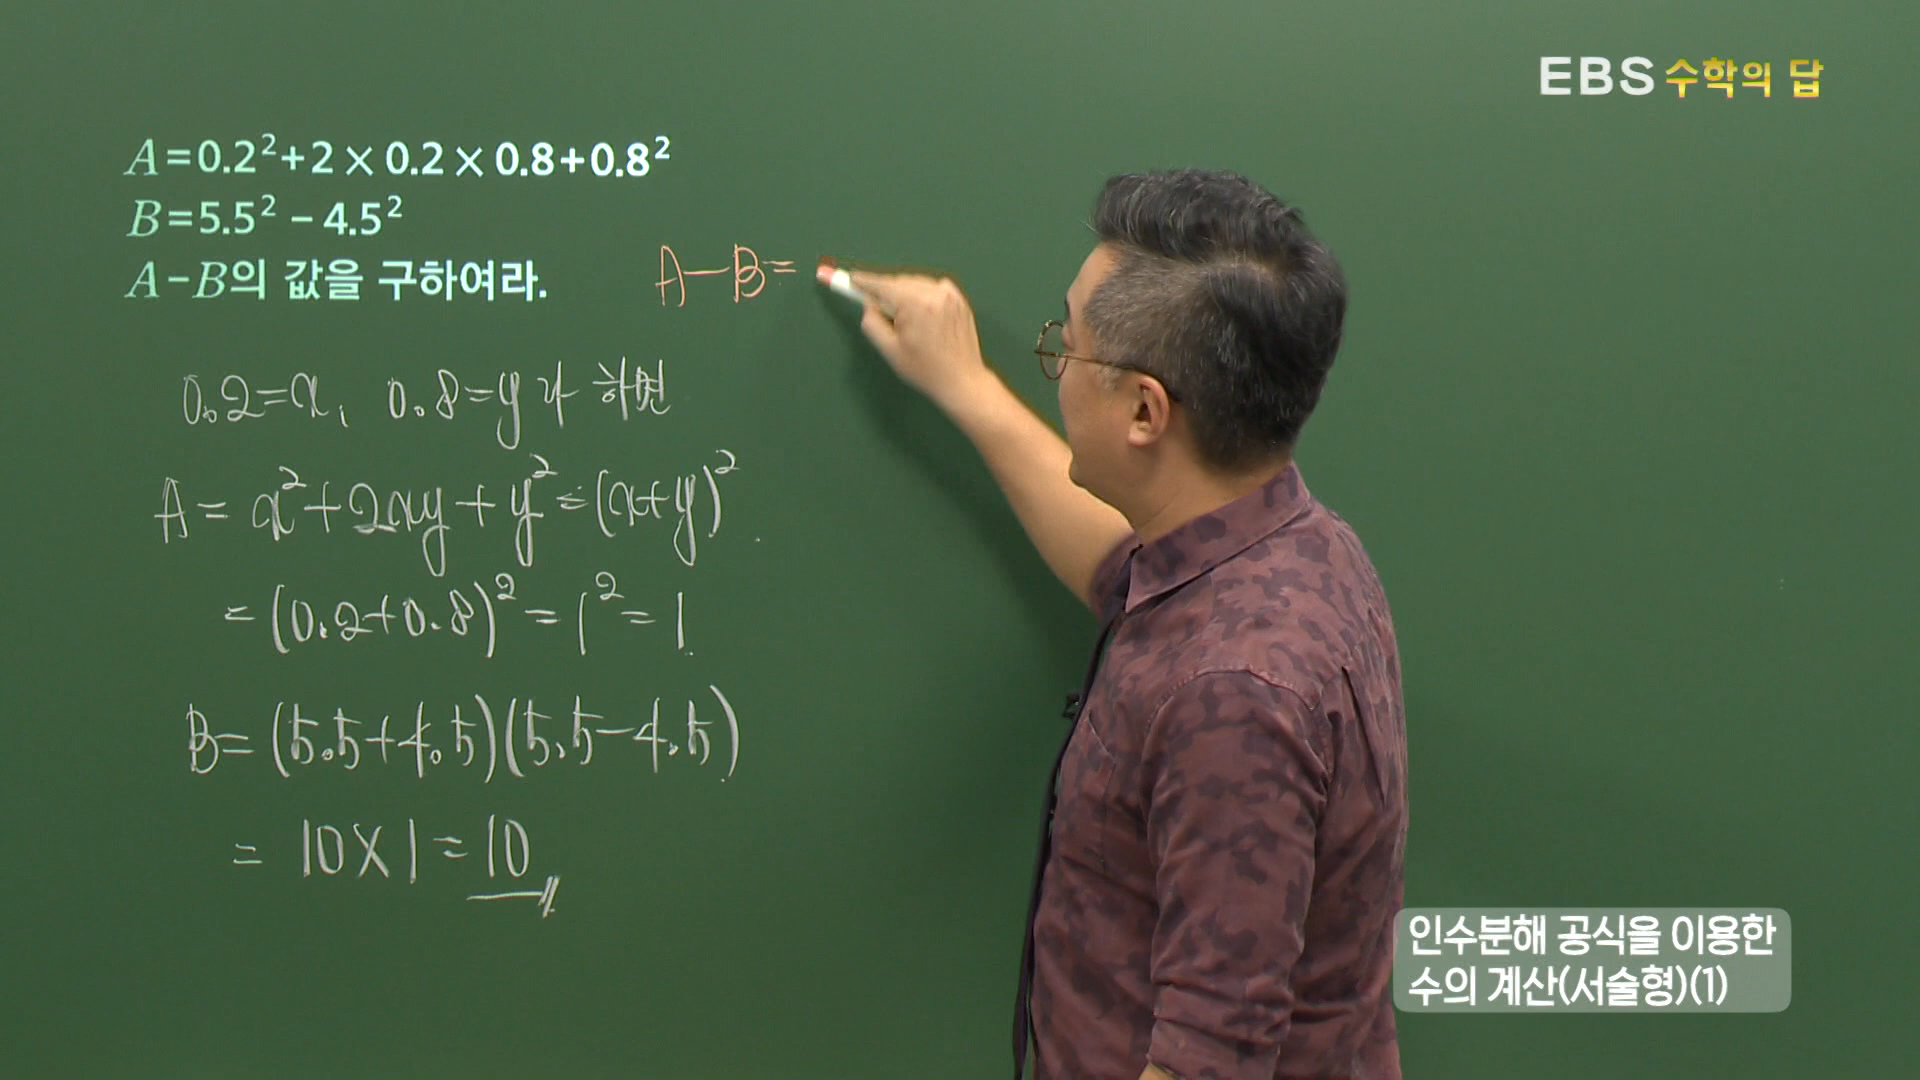 EBS 수학의 답
A=0.2²+2×0.2×0.8+0.8²
B=5.5²-4.5²
A-B의 값을 구하여라.
A-B=
0.2=x, 0.8=y라 하면
A=x²+2xy+y²=(x+y)²
=(0.2+0.8)²=1²=1.
B=(5.5+4.5)(5.5-4.5)
=10×1=10
인수분해 공식을 이용한
수의 계산(서술형)(1)